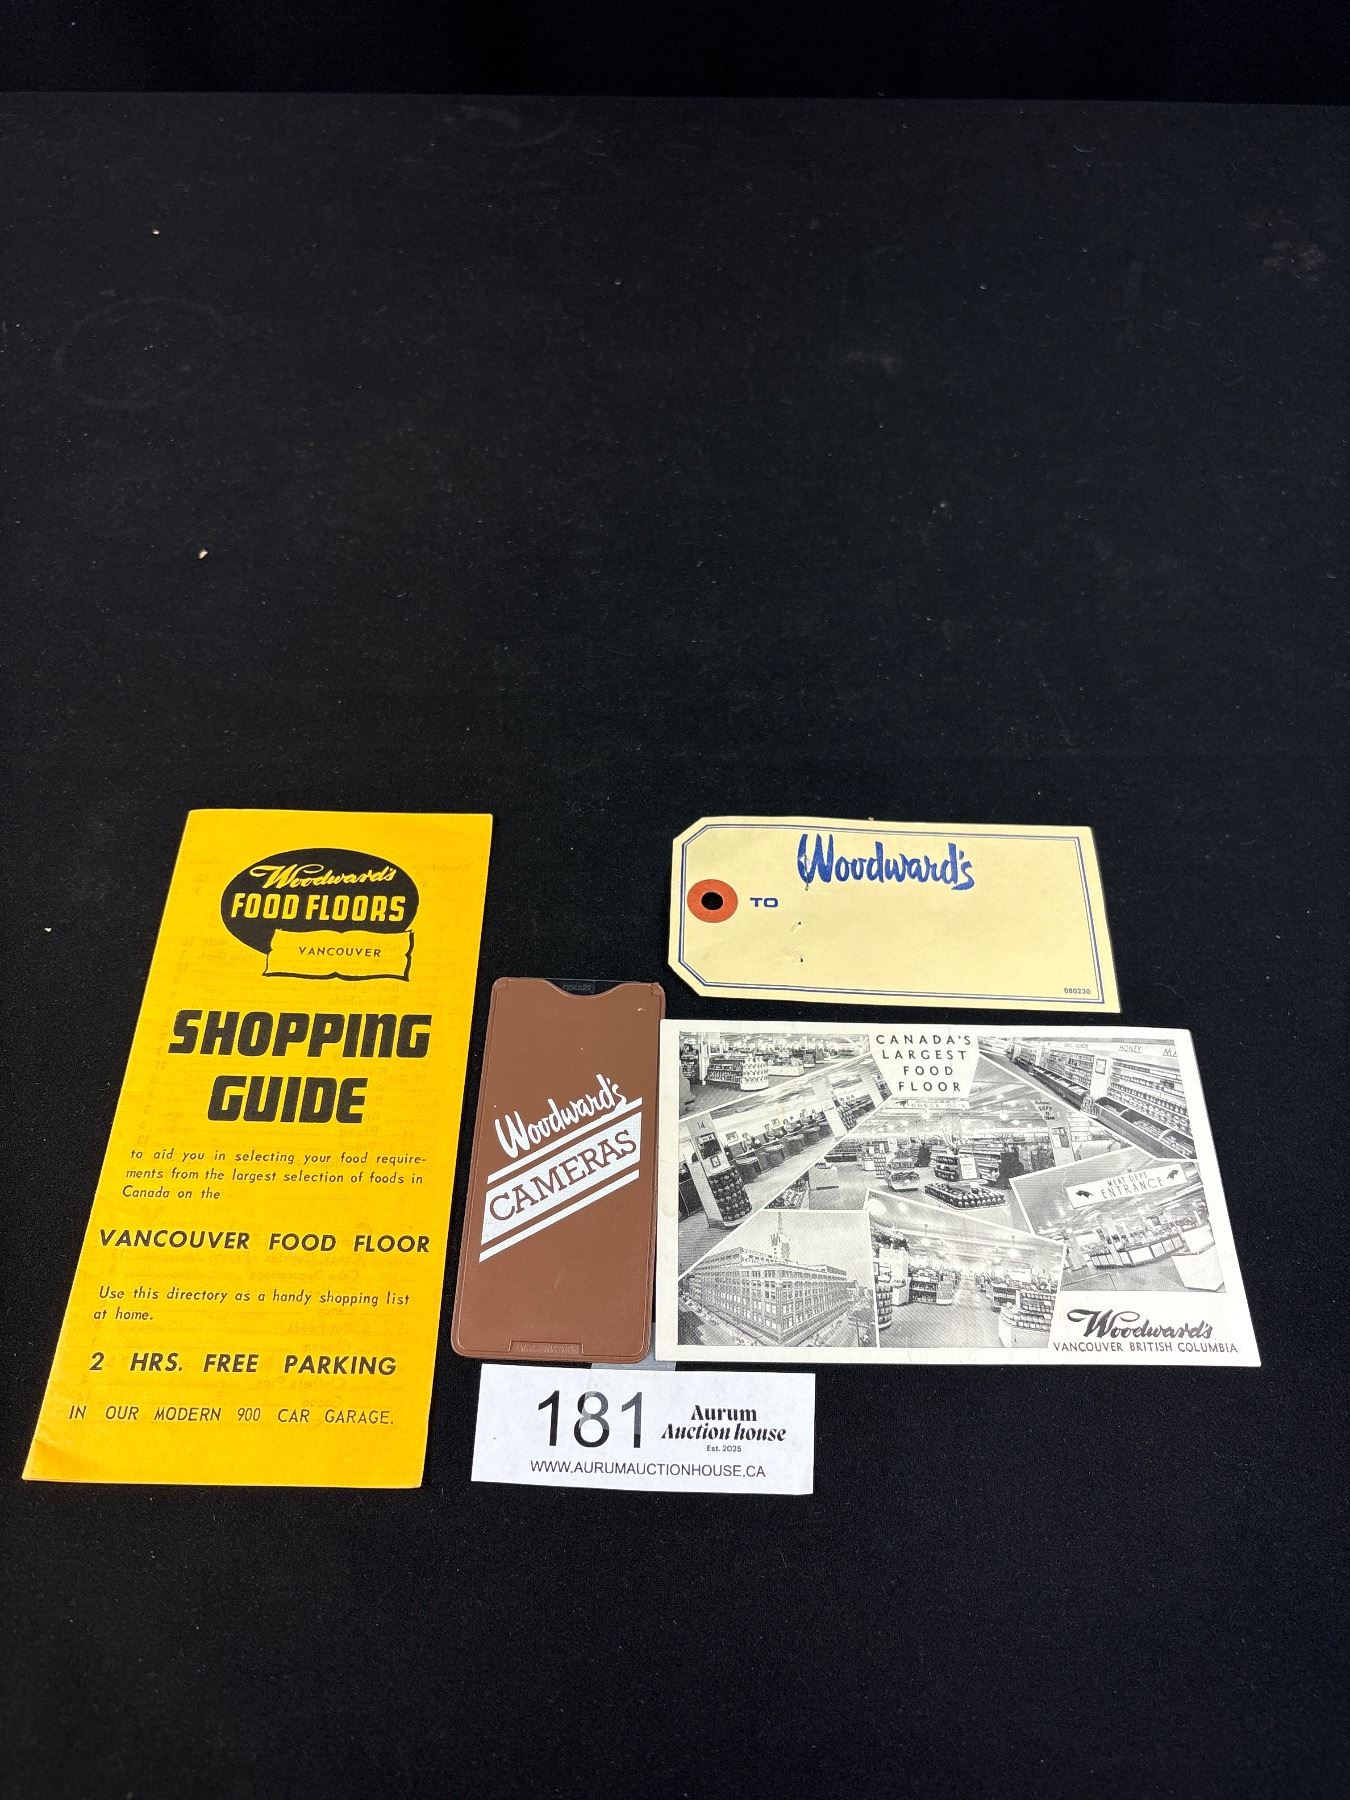 Woodward's
FOOD FLOORS
VANCOUVER
SHOPPING
GUIDE
to aid you in selecting your food require-
ments from the largest selection of foods in
Canada on the
VANCOUVER FOOD FLOOR
Use this directory as a handy shopping list
at home.
2 HRS. FREE PARKING
IN OUR MODERN 900 CAR GARAGE.
Woodward's
CAMERAS
Woodward's
TO
080230
CANADA'S
LARGEST
FOOD
FLOOR
HONEY
MEAT DEPT
ENTRANCE
14
Woodward's
VANCOUVER BRITISH COLUMBIA
181
Aurum
Auction house
Est. 2025
WWW.AURUMAUCTIONHOUSE.CA